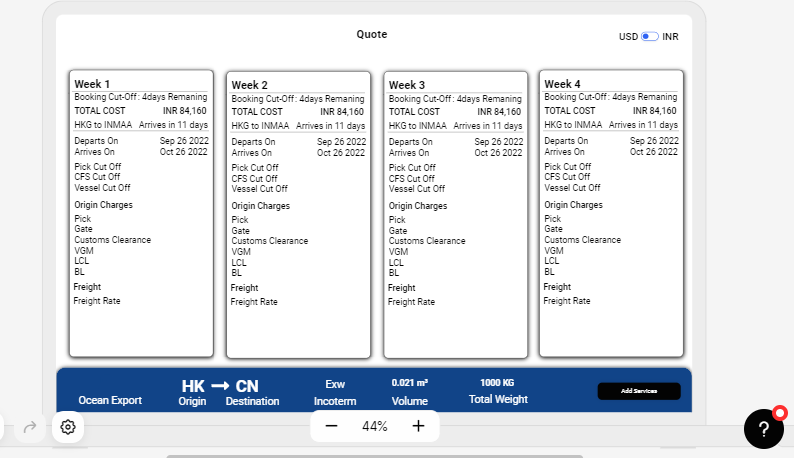 Quote
USD INR
Week 1
Booking Cut-Off: 4days Remaning
TOTAL COST INR 84,160
HKG to INMAA Arrives in 11 days
Departs On Sep 26 2022
Arrives On Oct 26 2022
Pick Cut Off
CFS Cut Off
Vessel Cut Off
Origin Charges
Pick
Gate
Customs Clearance
VGM
LCL
BL
Freight
Freight Rate
Week 2
Booking Cut-Off: 4days Remaning
TOTAL COST INR 84,160
HKG to INMAA Arrives in 11 days
Departs On Sep 26 2022
Arrives On Oct 26 2022
Pick Cut Off
CFS Cut Off
Vessel Cut Off
Origin Charges
Pick
Gate
Customs Clearance
VGM
LCL
BL
Freight
Freight Rate
Week 3
Booking Cut-Off: 4days Remaning
TOTAL COST INR 84,160
HKG to INMAA Arrives in 11 days
Departs On Sep 26 2022
Arrives On Oct 26 2022
Pick Cut Off
CFS Cut Off
Vessel Cut Off
Origin Charges
Pick
Gate
Customs Clearance
VGM
LCL
BL
Freight
Freight Rate
Week 4
Booking Cut-Off: 4days Remaning
TOTAL COST INR 84,160
HKG to INMAA Arrives in 11 days
Departs On Sep 26 2022
Arrives On Oct 26 2022
Pick Cut Off
CFS Cut Off
Vessel Cut Off
Origin Charges
Pick
Gate
Customs Clearance
VGM
LCL
BL
Freight
Freight Rate
HK → CN Exw 0.021 m³ 1000 KG
Add Services
Ocean Export Origin Destination Incoterm Volume Total Weight
− 44% +
?